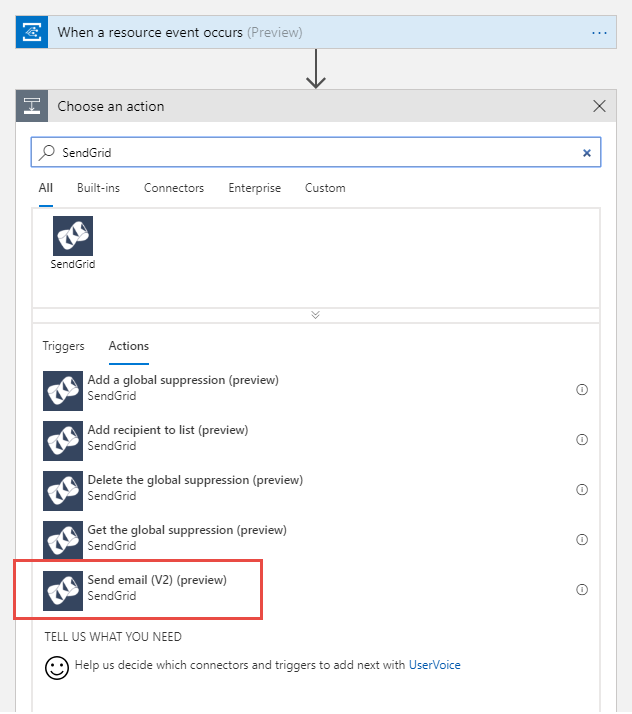 When a resource event occurs (Preview)
Choose an action
SendGrid
All Built-ins Connectors Enterprise Custom
SendGrid
Triggers Actions
Add a global suppression (preview)
SendGrid
Add recipient to list (preview)
SendGrid
Delete the global suppression (preview)
SendGrid
Get the global suppression (preview)
SendGrid
Send email (V2) (preview)
SendGrid
TELL US WHAT YOU NEED
Help us decide which connectors and triggers to add next with UserVoice